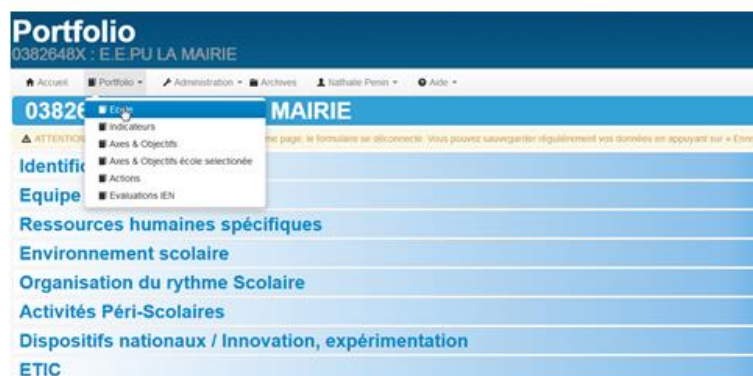 Portfolio
0382648X : E.E.PU LA MAIRIE
Accueil Portfolio Administration Archives Nathalie Penin Aide
0382 MAIRIE
Ecole
Indicateurs
ATTENTION me page, le formulaire se déconnecte. Vous pouvez sauvegarder régulièrement vos données en appuyant sur « Enre
Axes & Objectifs
Axes & Objectifs école selectionée
Actions
Evaluations IEN
Identific
Equipe
Ressources humaines spécifiques
Environnement scolaire
Organisation du rythme Scolaire
Activités Péri-Scolaires
Dispositifs nationaux / Innovation, expérimentation
ETIC